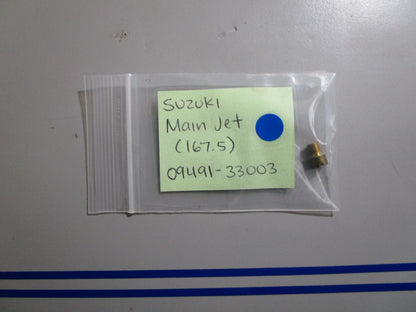 SUZUKI
Main Jet
(167.5)
09491-33003